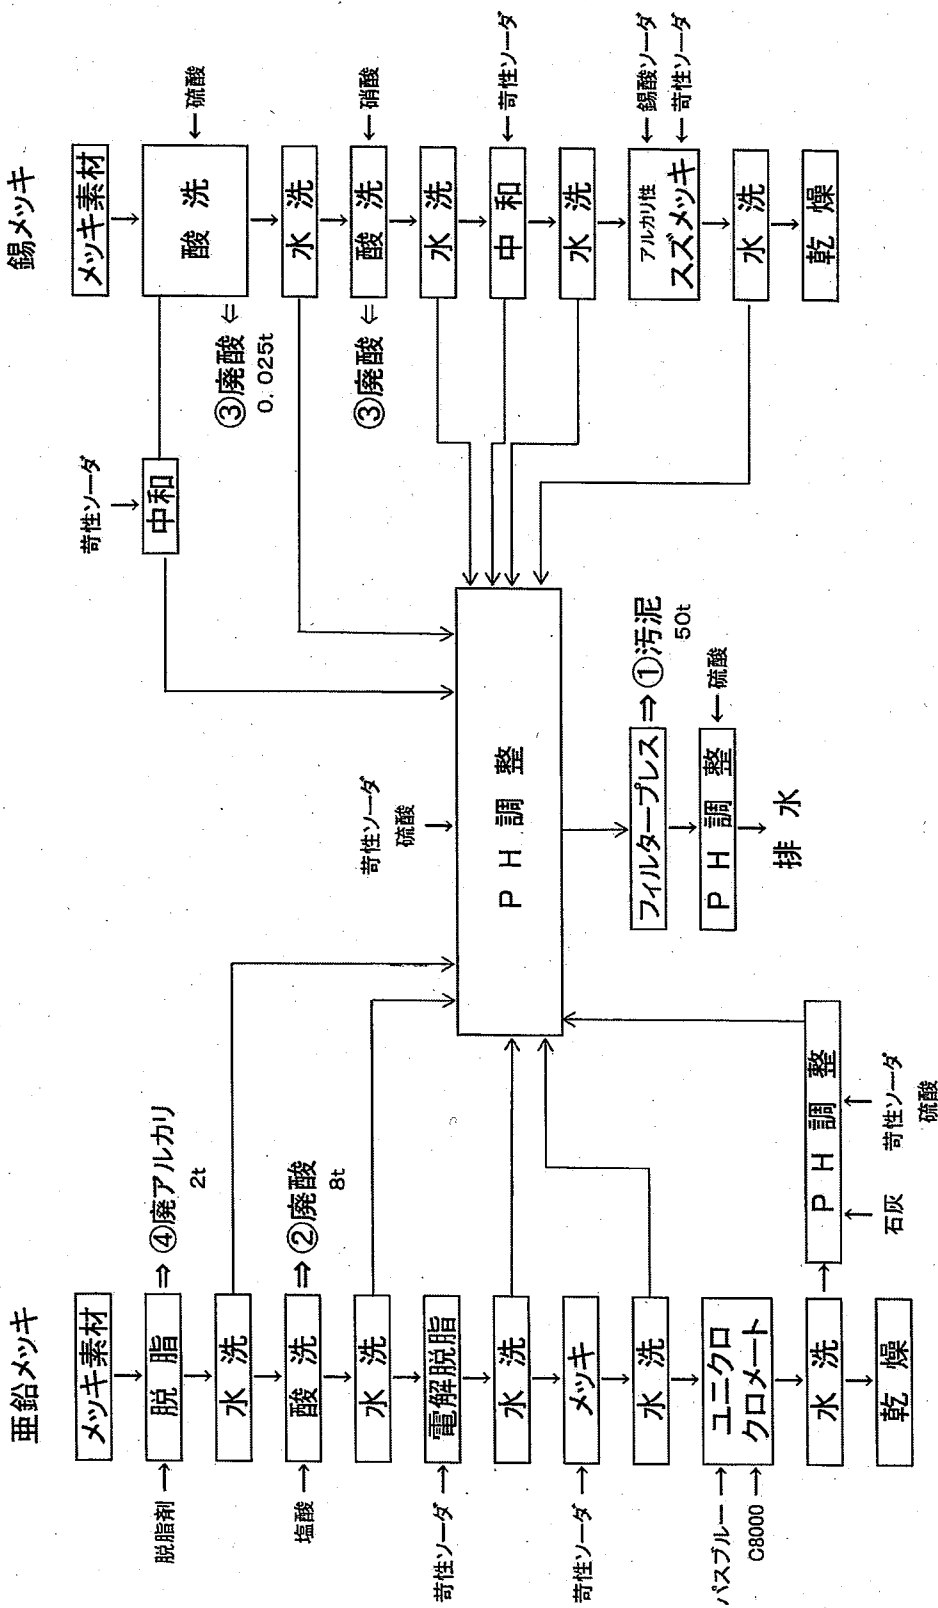 亜鉛メッキ
メッキ素材
脱脂剤
脱 脂
④廃アルカリ
2t
水 洗
塩酸
酸 洗
②廃酸
8t
水 洗
苛性ソーダ
電解脱脂
水 洗
苛性ソーダ
メッキ
水 洗
パスブルー
C8000
ユニクロ
クロメート
水 洗
乾 燥
PH調整
石灰
苛性ソーダ
硫酸
苛性ソーダ
硫酸
PH調整
フィルタープレス
①汚泥
50t
PH調整
硫酸
排 水
錫メッキ
メッキ素材
酸 洗
硫酸
苛性ソーダ
中和
③廃酸
0.025t
水 洗
酸 洗
硝酸
③廃酸
水 洗
中 和
苛性ソーダ
水 洗
アルカリ性
スズメッキ
錫酸ソーダ
苛性ソーダ
水 洗
乾 燥